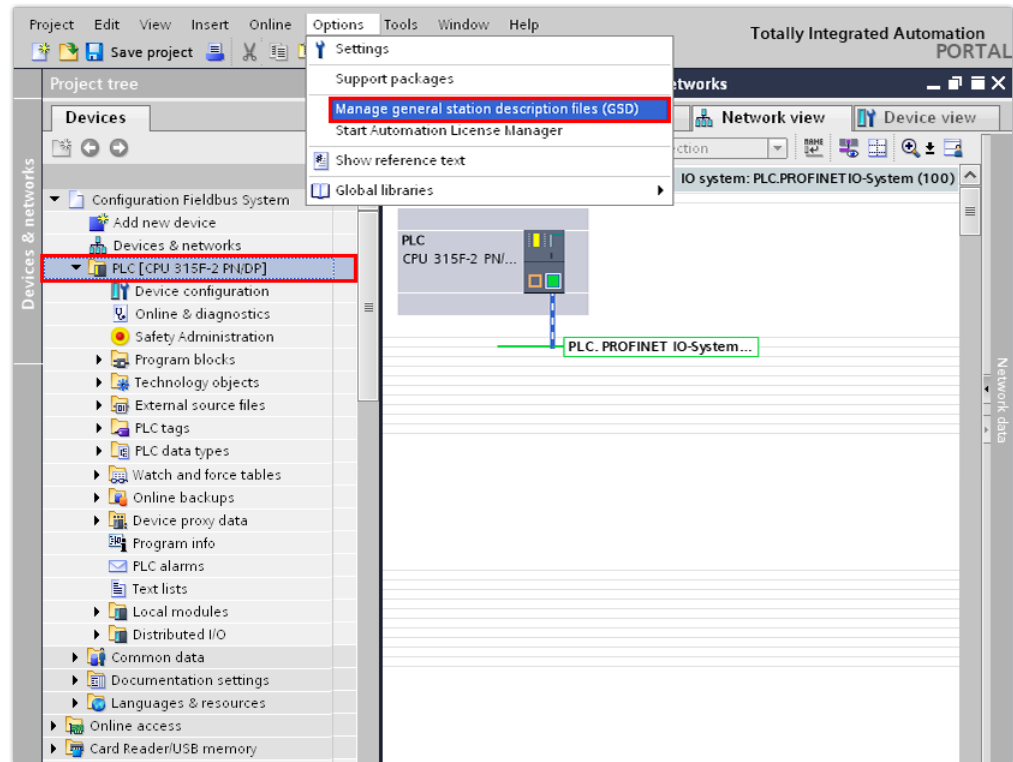 Project Edit View Insert Online Options Tools Window Help
Totally Integrated Automation
PORTAL
Save project
Settings
Support packages
Manage general station description files (GSD)
Start Automation License Manager
Show reference text
Global libraries
Project tree
Devices
Devices & networks
Configuration Fieldbus System
Add new device
Devices & networks
PLC [CPU 315F-2 PN/DP]
Device configuration
Online & diagnostics
Safety Administration
Program blocks
Technology objects
External source files
PLC tags
PLC data types
Watch and force tables
Online backups
Device proxy data
Program info
PLC alarms
Text lists
Local modules
Distributed I/O
Common data
Documentation settings
Languages & resources
Online access
Card Reader/USB memory
etworks
Network view Device view
ction
IO system: PLC.PROFINET IO-System (100)
PLC
CPU 315F-2 PN/...
PLC. PROFINET IO-System...
Network data